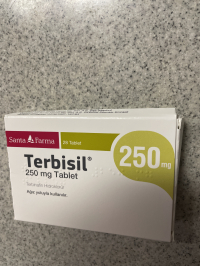 Santa Farma
28 Tablet
Terbisil®
250 mg Tablet
250 mg
Terbinafin Hidroklorür
Ağız yoluyla kullanılır.